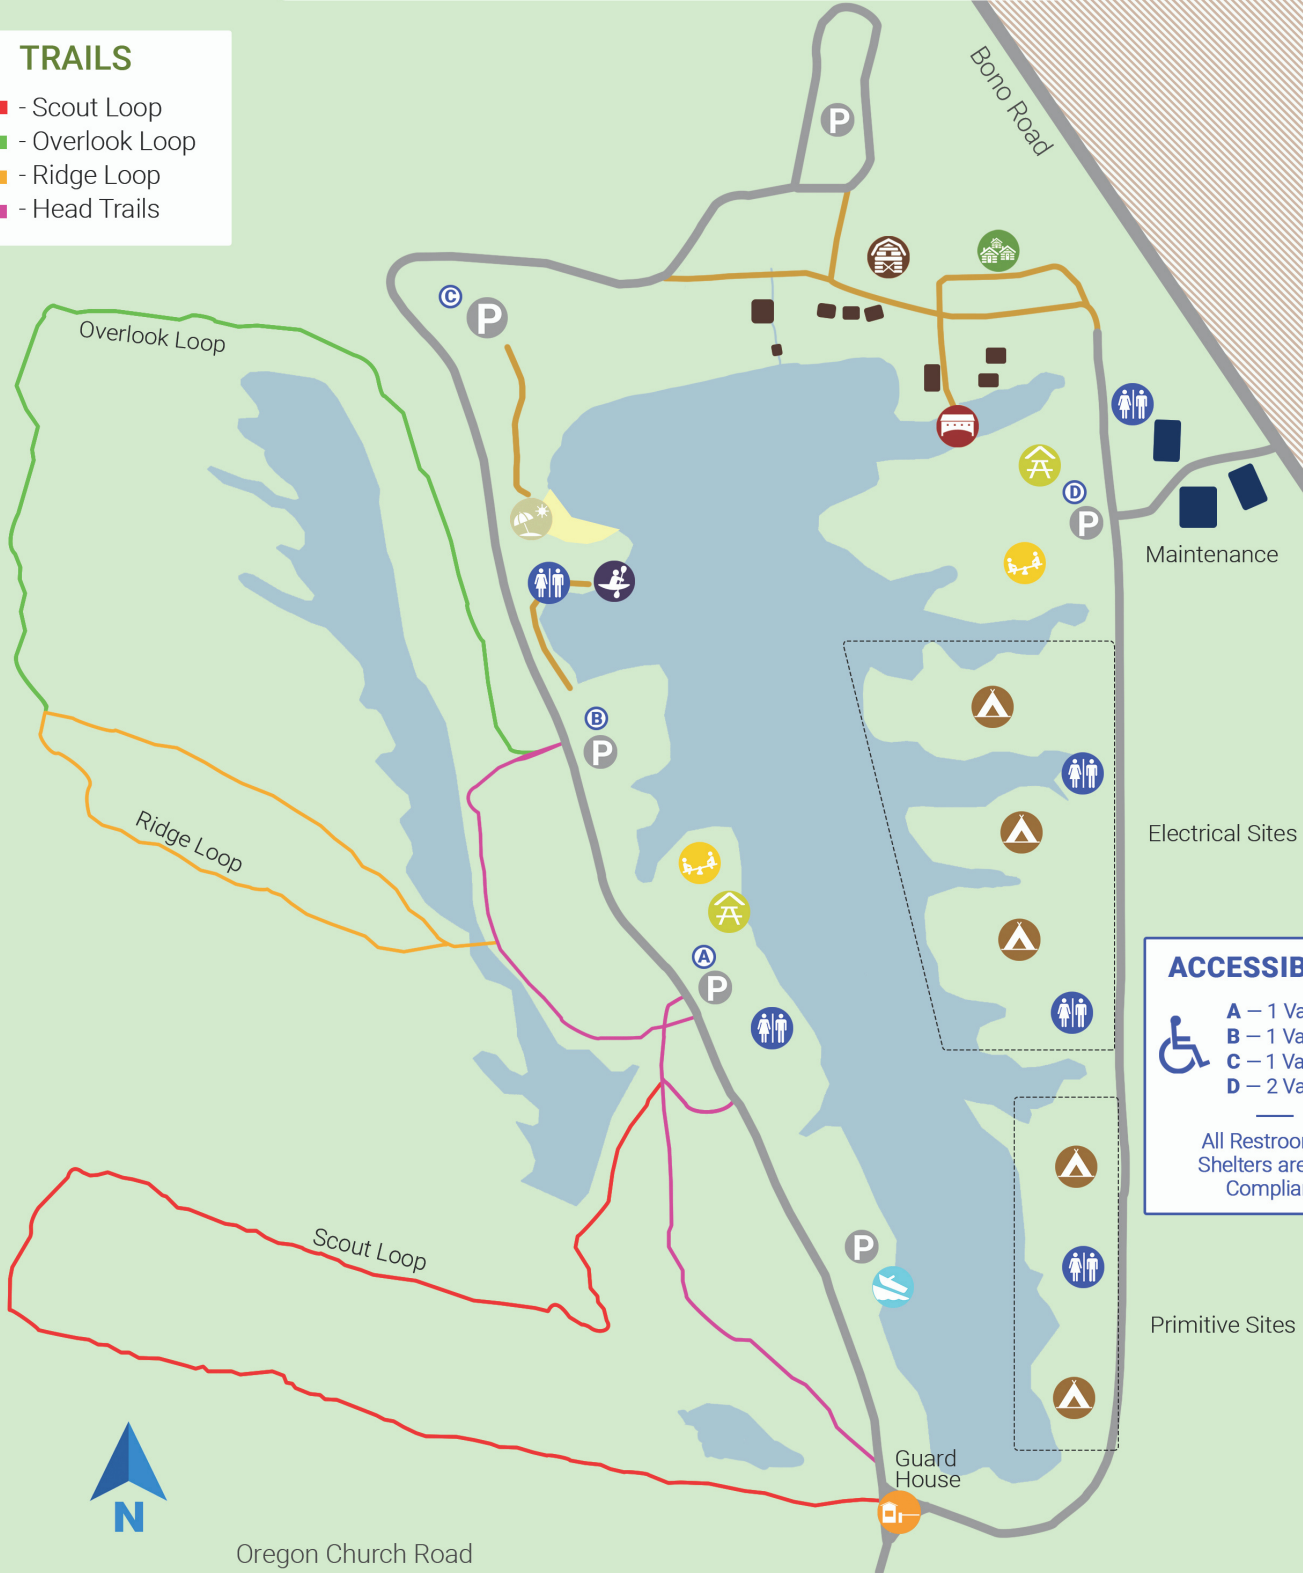 TRAILS
- Scout Loop
- Overlook Loop
- Ridge Loop
- Head Trails
Bono Road
P
C
P
Overlook Loop
D
P
Maintenance
B
P
Ridge Loop
Electrical Sites
A
P
ACCESSIB
A – 1 Va
B – 1 Va
C – 1 Va
D – 2 Va
All Restroo
Shelters are
Complia
Scout Loop
P
Primitive Sites
Guard
House
N
Oregon Church Road